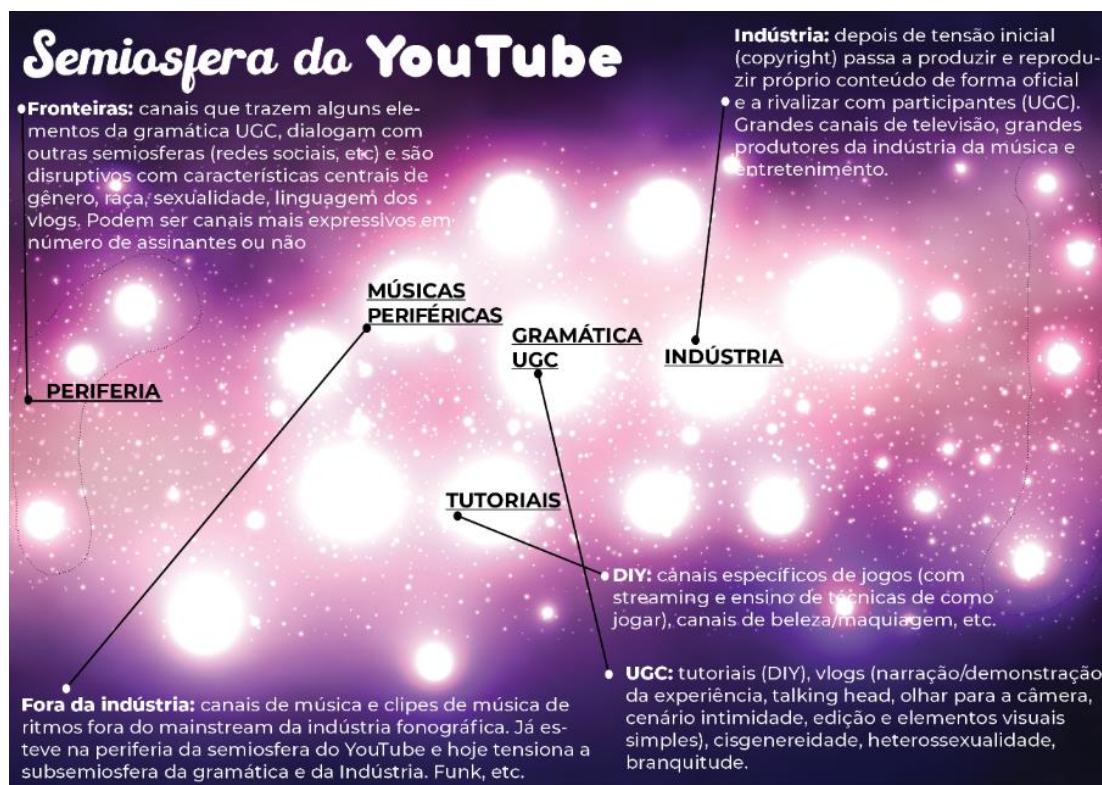 Semiosfera do YouTube
Fronteiras: canais que trazem alguns ele-
mentos da gramática UGC, dialogam com
outras semiosferas (redes sociais, etc) e são
disruptivos com características centrais de
gênero, raça, sexualidade, linguagem dos
vlogs. Podem ser canais mais expressivos em
número de assinantes ou não
Indústria: depois de tensão inicial
(copyright) passa a produzir e reprodu-
zir próprio conteúdo de forma oficial
e a rivalizar com participantes (UGC).
Grandes canais de televisão, grandes
produtores da indústria da música e
entretenimento.
MÚSICAS
PERIFÉRICAS
GRAMÁTICA
UGC
INDÚSTRIA
PERIFERIA
TUTORIAIS
DIY: canais específicos de jogos (com
streaming e ensino de técnicas de como
jogar), canais de beleza/maquiagem, etc.
Fora da indústria: canais de música e clipes de música de
ritmos fora do mainstream da indústria fonográfica. Já es-
teve na periferia da semiosfera do YouTube e hoje tensiona a
subsemiosfera da gramática e da Indústria. Funk, etc.
UGC: tutoriais (DIY), vlogs (narração/demonstração
da experiência, talking head, olhar para a câmera,
cenário intimidade, edição e elementos visuais
simples), cisgenereidade, heterossexualidade,
branquitude.